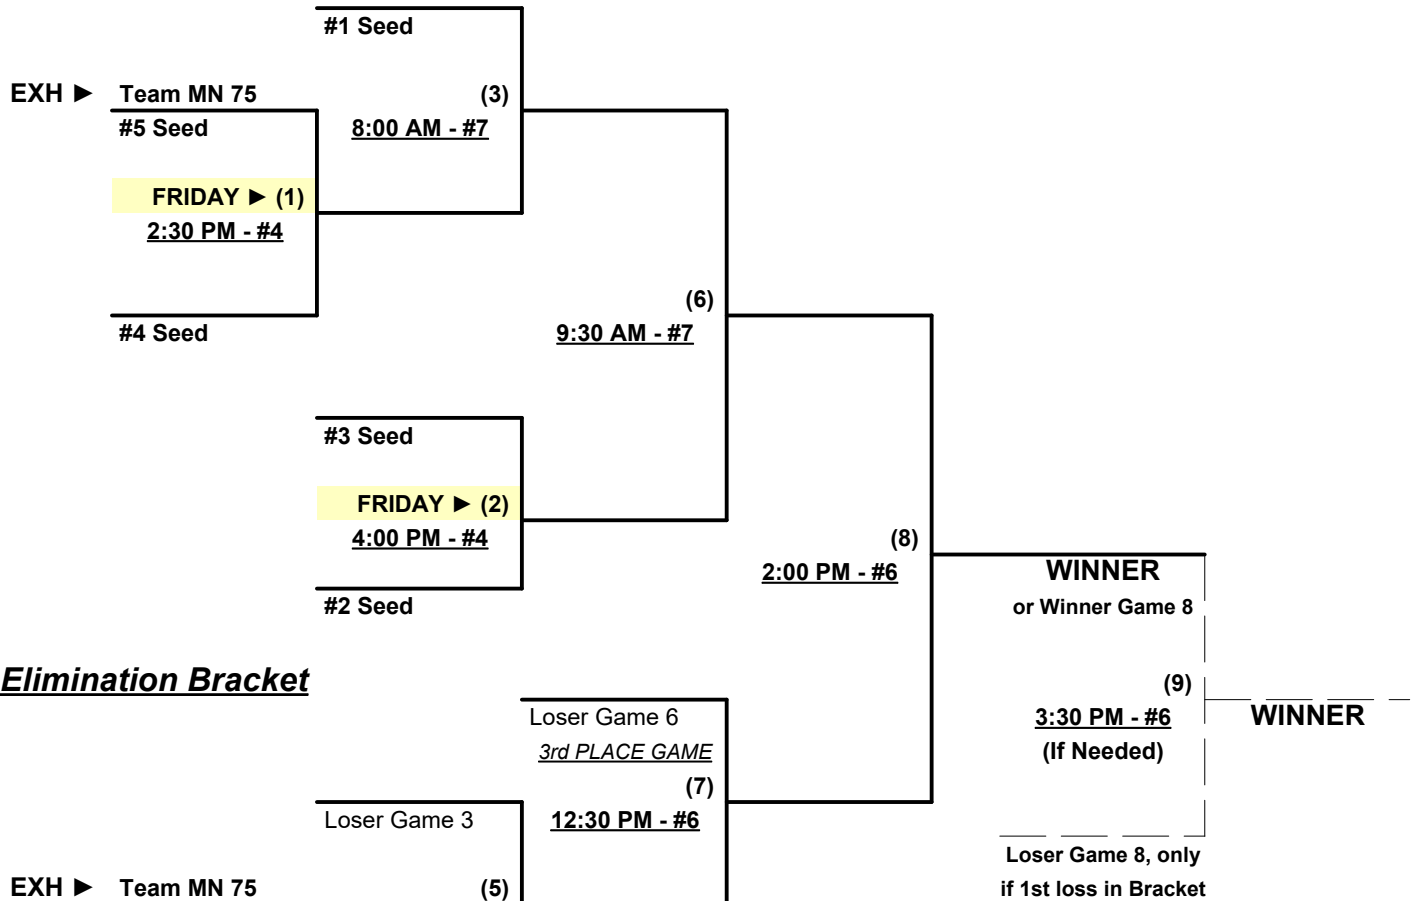 #1 Seed
EXH ► Team MN 75 (3)
#5 Seed 8:00 AM - #7
FRIDAY ► (1)
2:30 PM - #4
(6)
#4 Seed 9:30 AM - #7
#3 Seed
FRIDAY ► (2)
4:00 PM - #4 (8)
2:00 PM - #6 WINNER
#2 Seed or Winner Game 8
Elimination Bracket (9)
Loser Game 6 3:30 PM - #6 WINNER
3rd PLACE GAME (If Needed)
(7)
Loser Game 3 12:30 PM - #6
Loser Game 8, only
EXH ► Team MN 75 (5) if 1st loss in Bracket